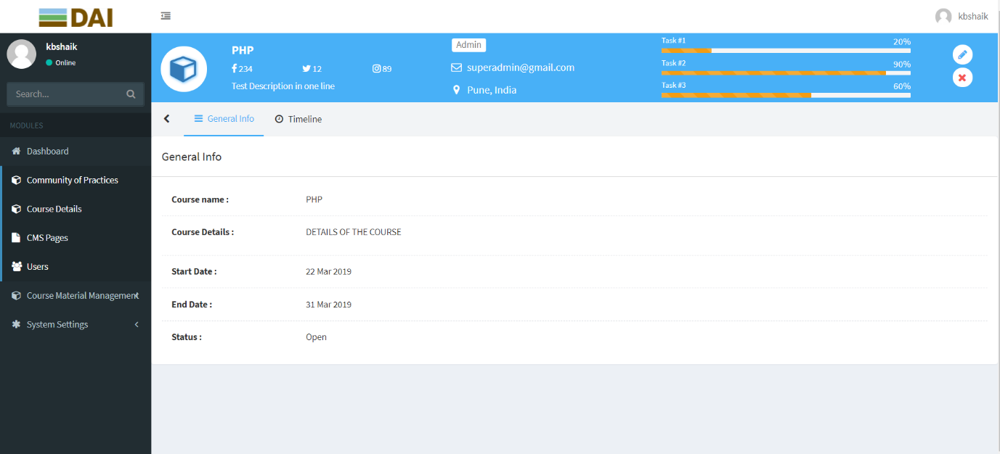 DAI
kbshaik
kbshaik
Online
Search...
MODULES
Dashboard
Community of Practices
Course Details
CMS Pages
Users
Course Material Management
System Settings
PHP
234 12 89
Test Description in one line
Admin
superadmin@gmail.com
Pune, India
Task #1 20%
Task #2 90%
Task #3 60%
General Info Timeline
General Info
Course name : PHP
Course Details : DETAILS OF THE COURSE
Start Date : 22 Mar 2019
End Date : 31 Mar 2019
Status : Open